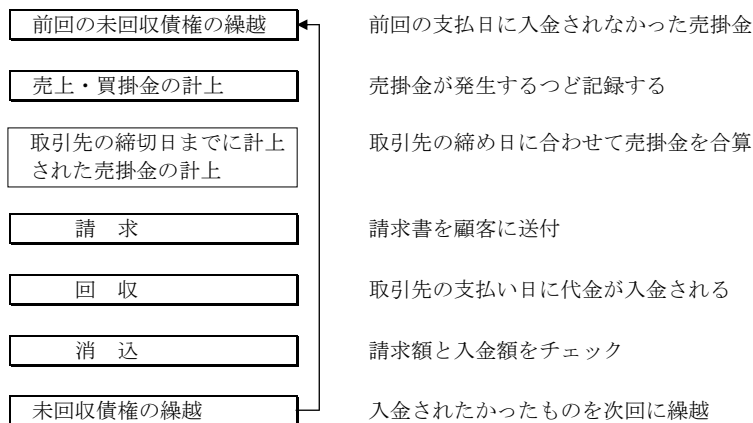 前回の未回収債権の繰越　前回の支払日に入金されなかった売掛金
売上・買掛金の計上　売掛金が発生するつど記録する
取引先の締切日までに計上　取引先の締め日に合わせて売掛金を合算
された売掛金の計上
請　求　請求書を顧客に送付
回　収　取引先の支払い日に代金が入金される
消　込　請求額と入金額をチェック
未回収債権の繰越　入金されたかったものを次回に繰越